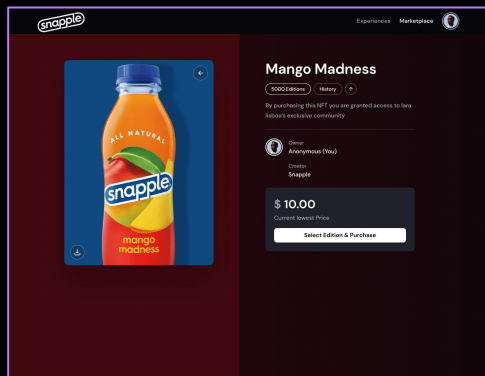 snapple
Experiences Marketplace
ALL NATURAL
snapple
mango
madness
Mango Madness
5000 Editions History
By purchasing this NFT you are granted access to lara
lisboa's exclusive community
Owner
Anonymous (You)
Creator
Snapple
$ 10.00
Current lowest Price
Select Edition & Purchase